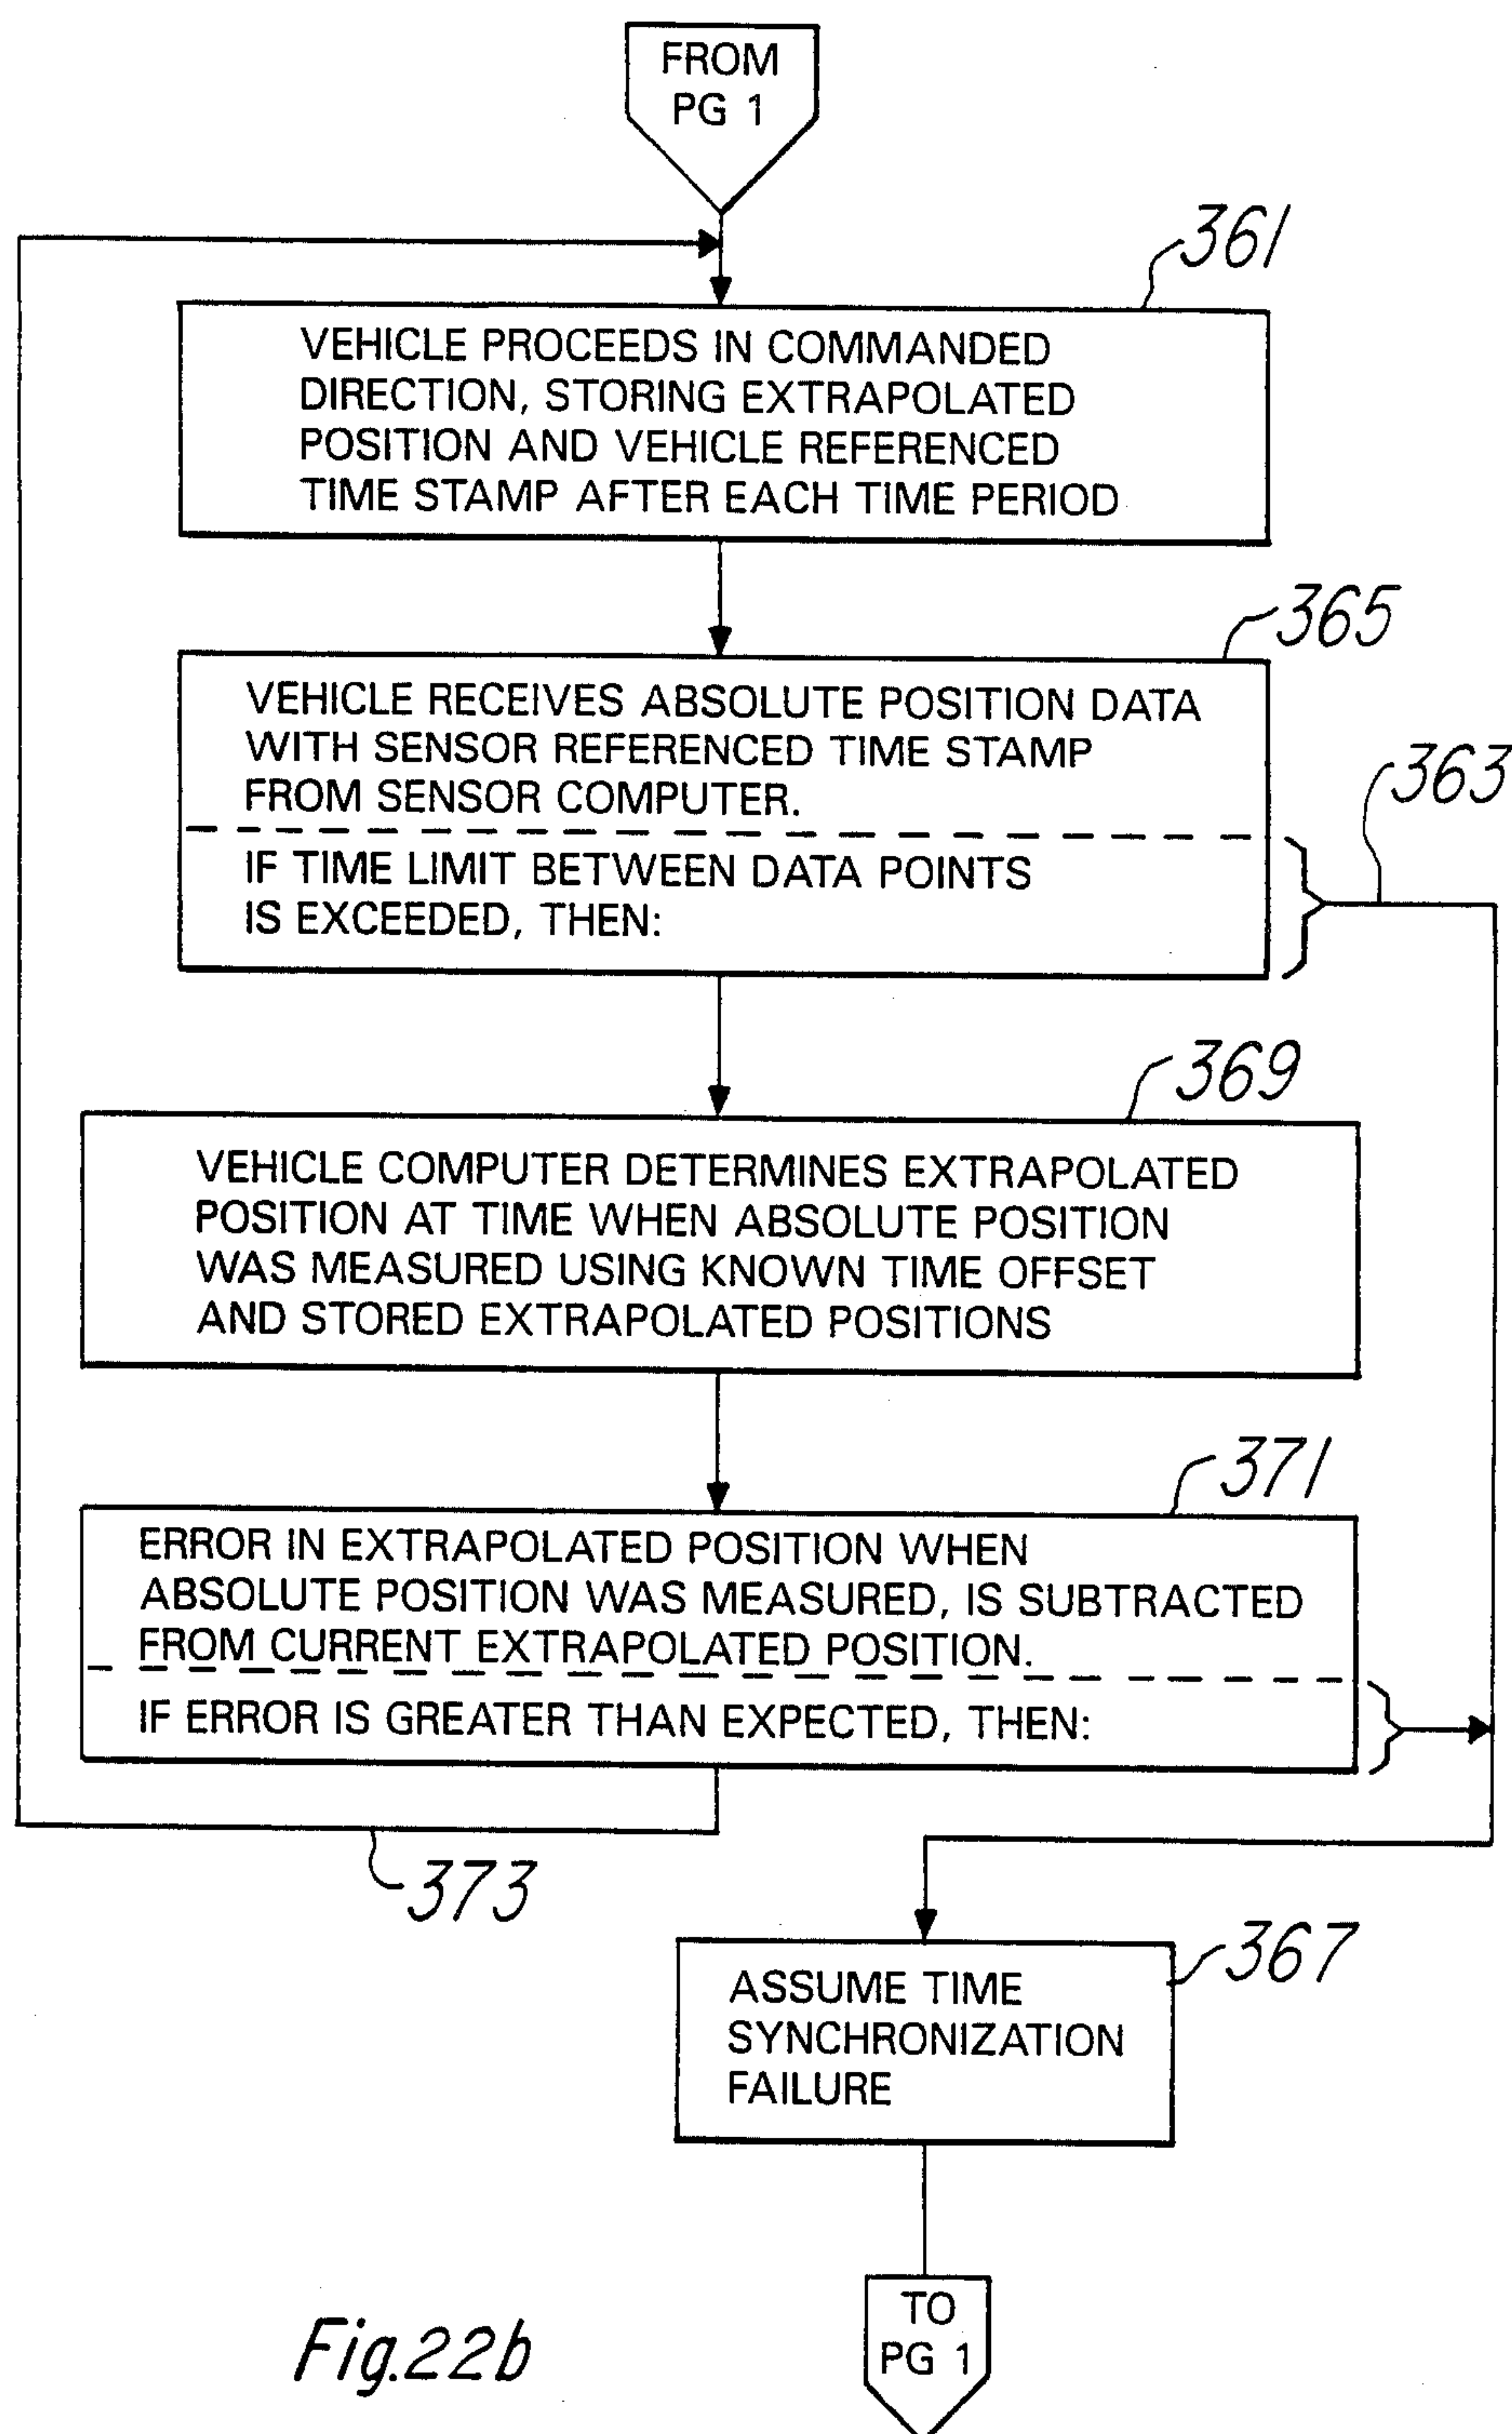 FROM
PG 1
361
VEHICLE PROCEEDS IN COMMANDED
DIRECTION, STORING EXTRAPOLATED
POSITION AND VEHICLE REFERENCED
TIME STAMP AFTER EACH TIME PERIOD
365
VEHICLE RECEIVES ABSOLUTE POSITION DATA
WITH SENSOR REFERENCED TIME STAMP
FROM SENSOR COMPUTER.
363
IF TIME LIMIT BETWEEN DATA POINTS
IS EXCEEDED, THEN:
369
VEHICLE COMPUTER DETERMINES EXTRAPOLATED
POSITION AT TIME WHEN ABSOLUTE POSITION
WAS MEASURED USING KNOWN TIME OFFSET
AND STORED EXTRAPOLATED POSITIONS
371
ERROR IN EXTRAPOLATED POSITION WHEN
ABSOLUTE POSITION WAS MEASURED, IS SUBTRACTED
FROM CURRENT EXTRAPOLATED POSITION.
IF ERROR IS GREATER THAN EXPECTED, THEN:
373
367
ASSUME TIME
SYNCHRONIZATION
FAILURE
TO
PG 1
Fig.22b